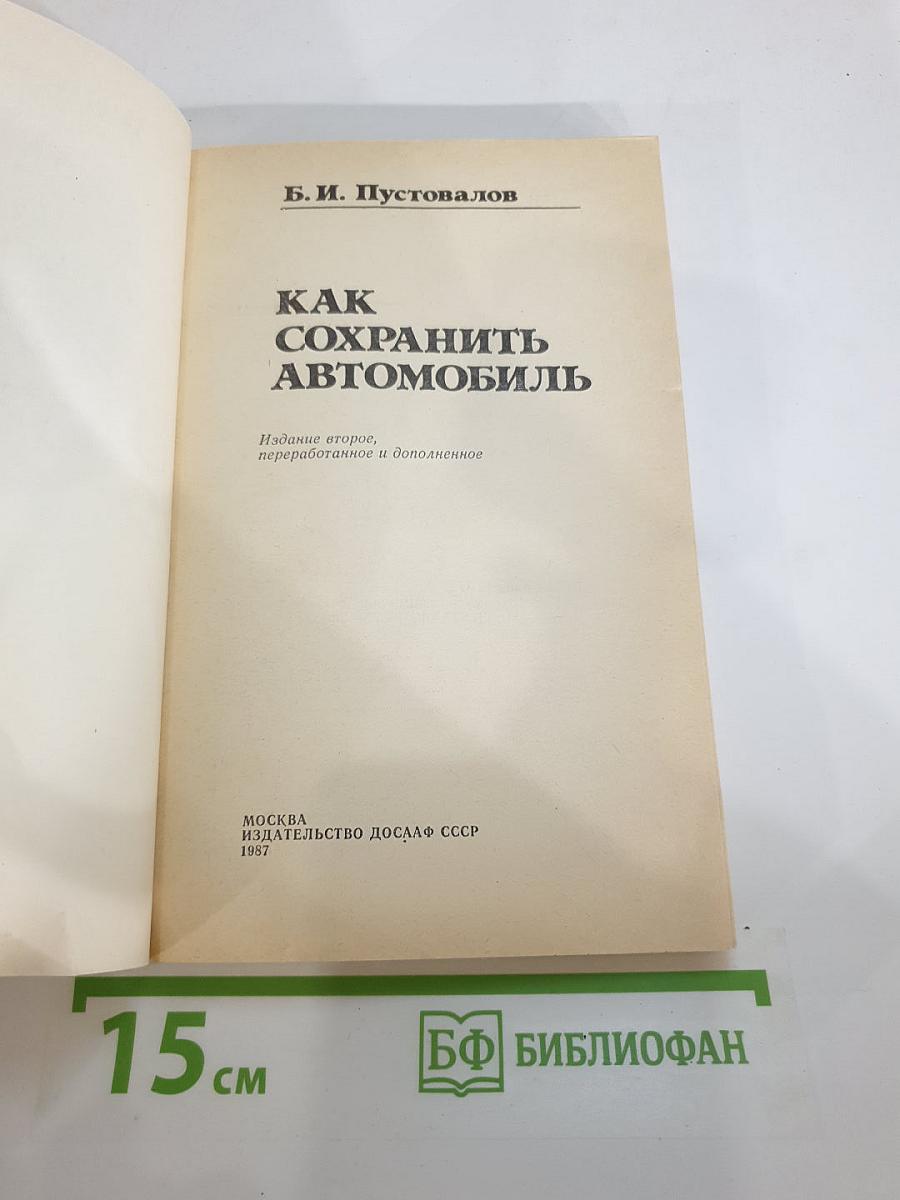 Б. И. Пустовалов
КАК
СОХРАНИТЬ
АВТОМОБИЛЬ
Издание второе,
переработанное и дополненное
МОСКВА
ИЗДАТЕЛЬСТВО ДОСААФ СССР
1987
15 см
БФ БИБЛИОФАН